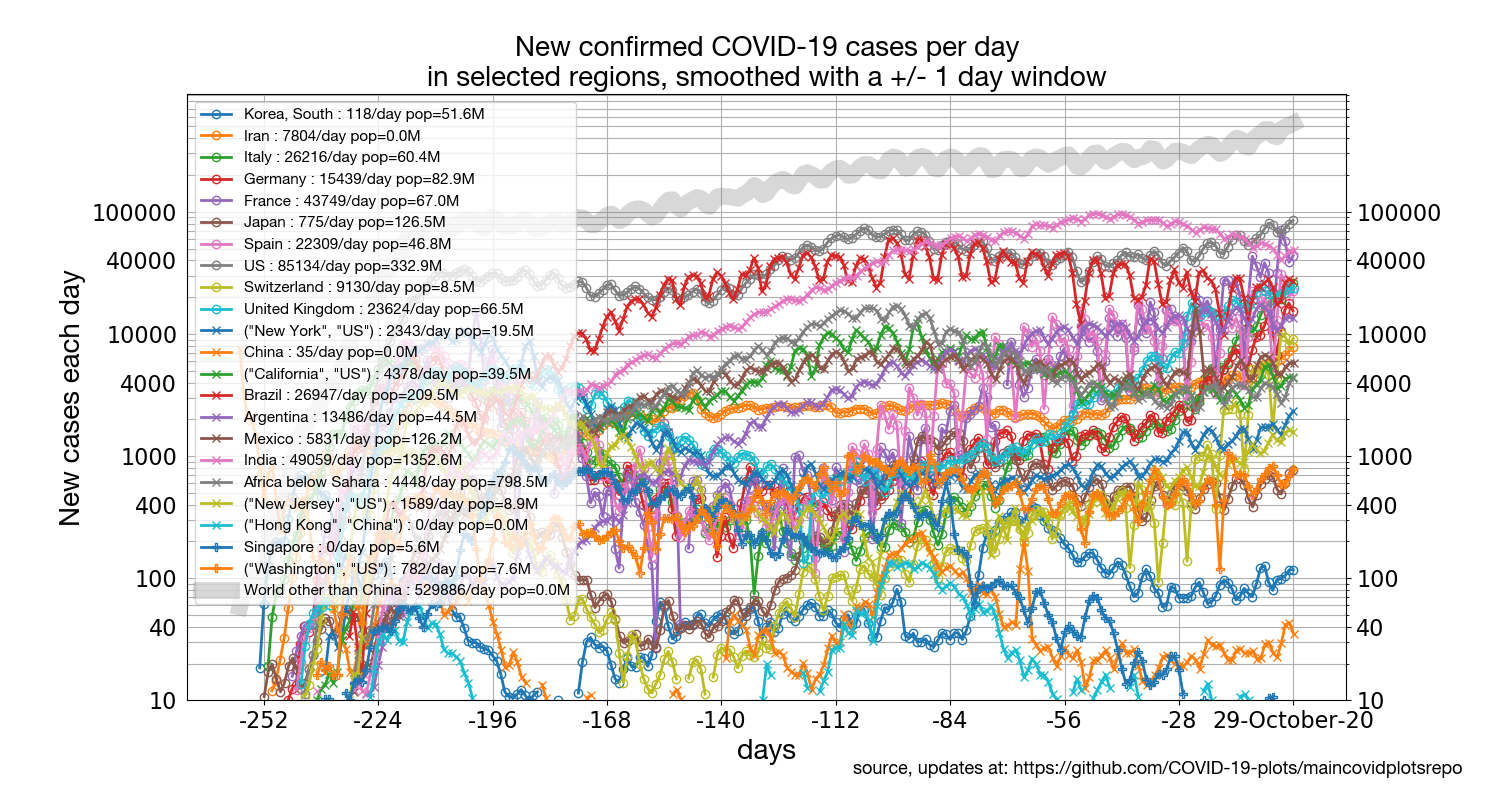 New confirmed COVID-19 cases per day
in selected regions, smoothed with a +/- 1 day window
New cases each day
100000
40000
10000
4000
1000
400
100
40
10
Korea, South : 118/day pop=51.6M
Iran : 7804/day pop=0.0M
Italy : 26216/day pop=60.4M
Germany : 15439/day pop=82.9M
France : 43749/day pop=67.0M
Japan : 775/day pop=126.5M
Spain : 22309/day pop=46.8M
US : 85134/day pop=332.9M
Switzerland : 9130/day pop=8.5M
United Kingdom : 23624/day pop=66.5M
("New York", "US") : 2343/day pop=19.5M
China : 35/day pop=0.0M
("California", "US") : 4378/day pop=39.5M
Brazil : 26947/day pop=209.5M
Argentina : 13486/day pop=44.5M
Mexico : 5831/day pop=126.2M
India : 49059/day pop=1352.6M
Africa below Sahara : 4448/day pop=798.5M
("New Jersey", "US") : 1589/day pop=8.9M
("Hong Kong", "China") : 0/day pop=0.0M
Singapore : 0/day pop=5.6M
("Washington", "US") : 782/day pop=7.6M
World other than China : 529886/day pop=0.0M
100000
40000
10000
4000
1000
400
100
40
10
-252 -224 -196 -168 -140 -112 -84 -56 -28 29-October-20
days
source, updates at: https://github.com/COVID-19-plots/maincovidplotsrepo